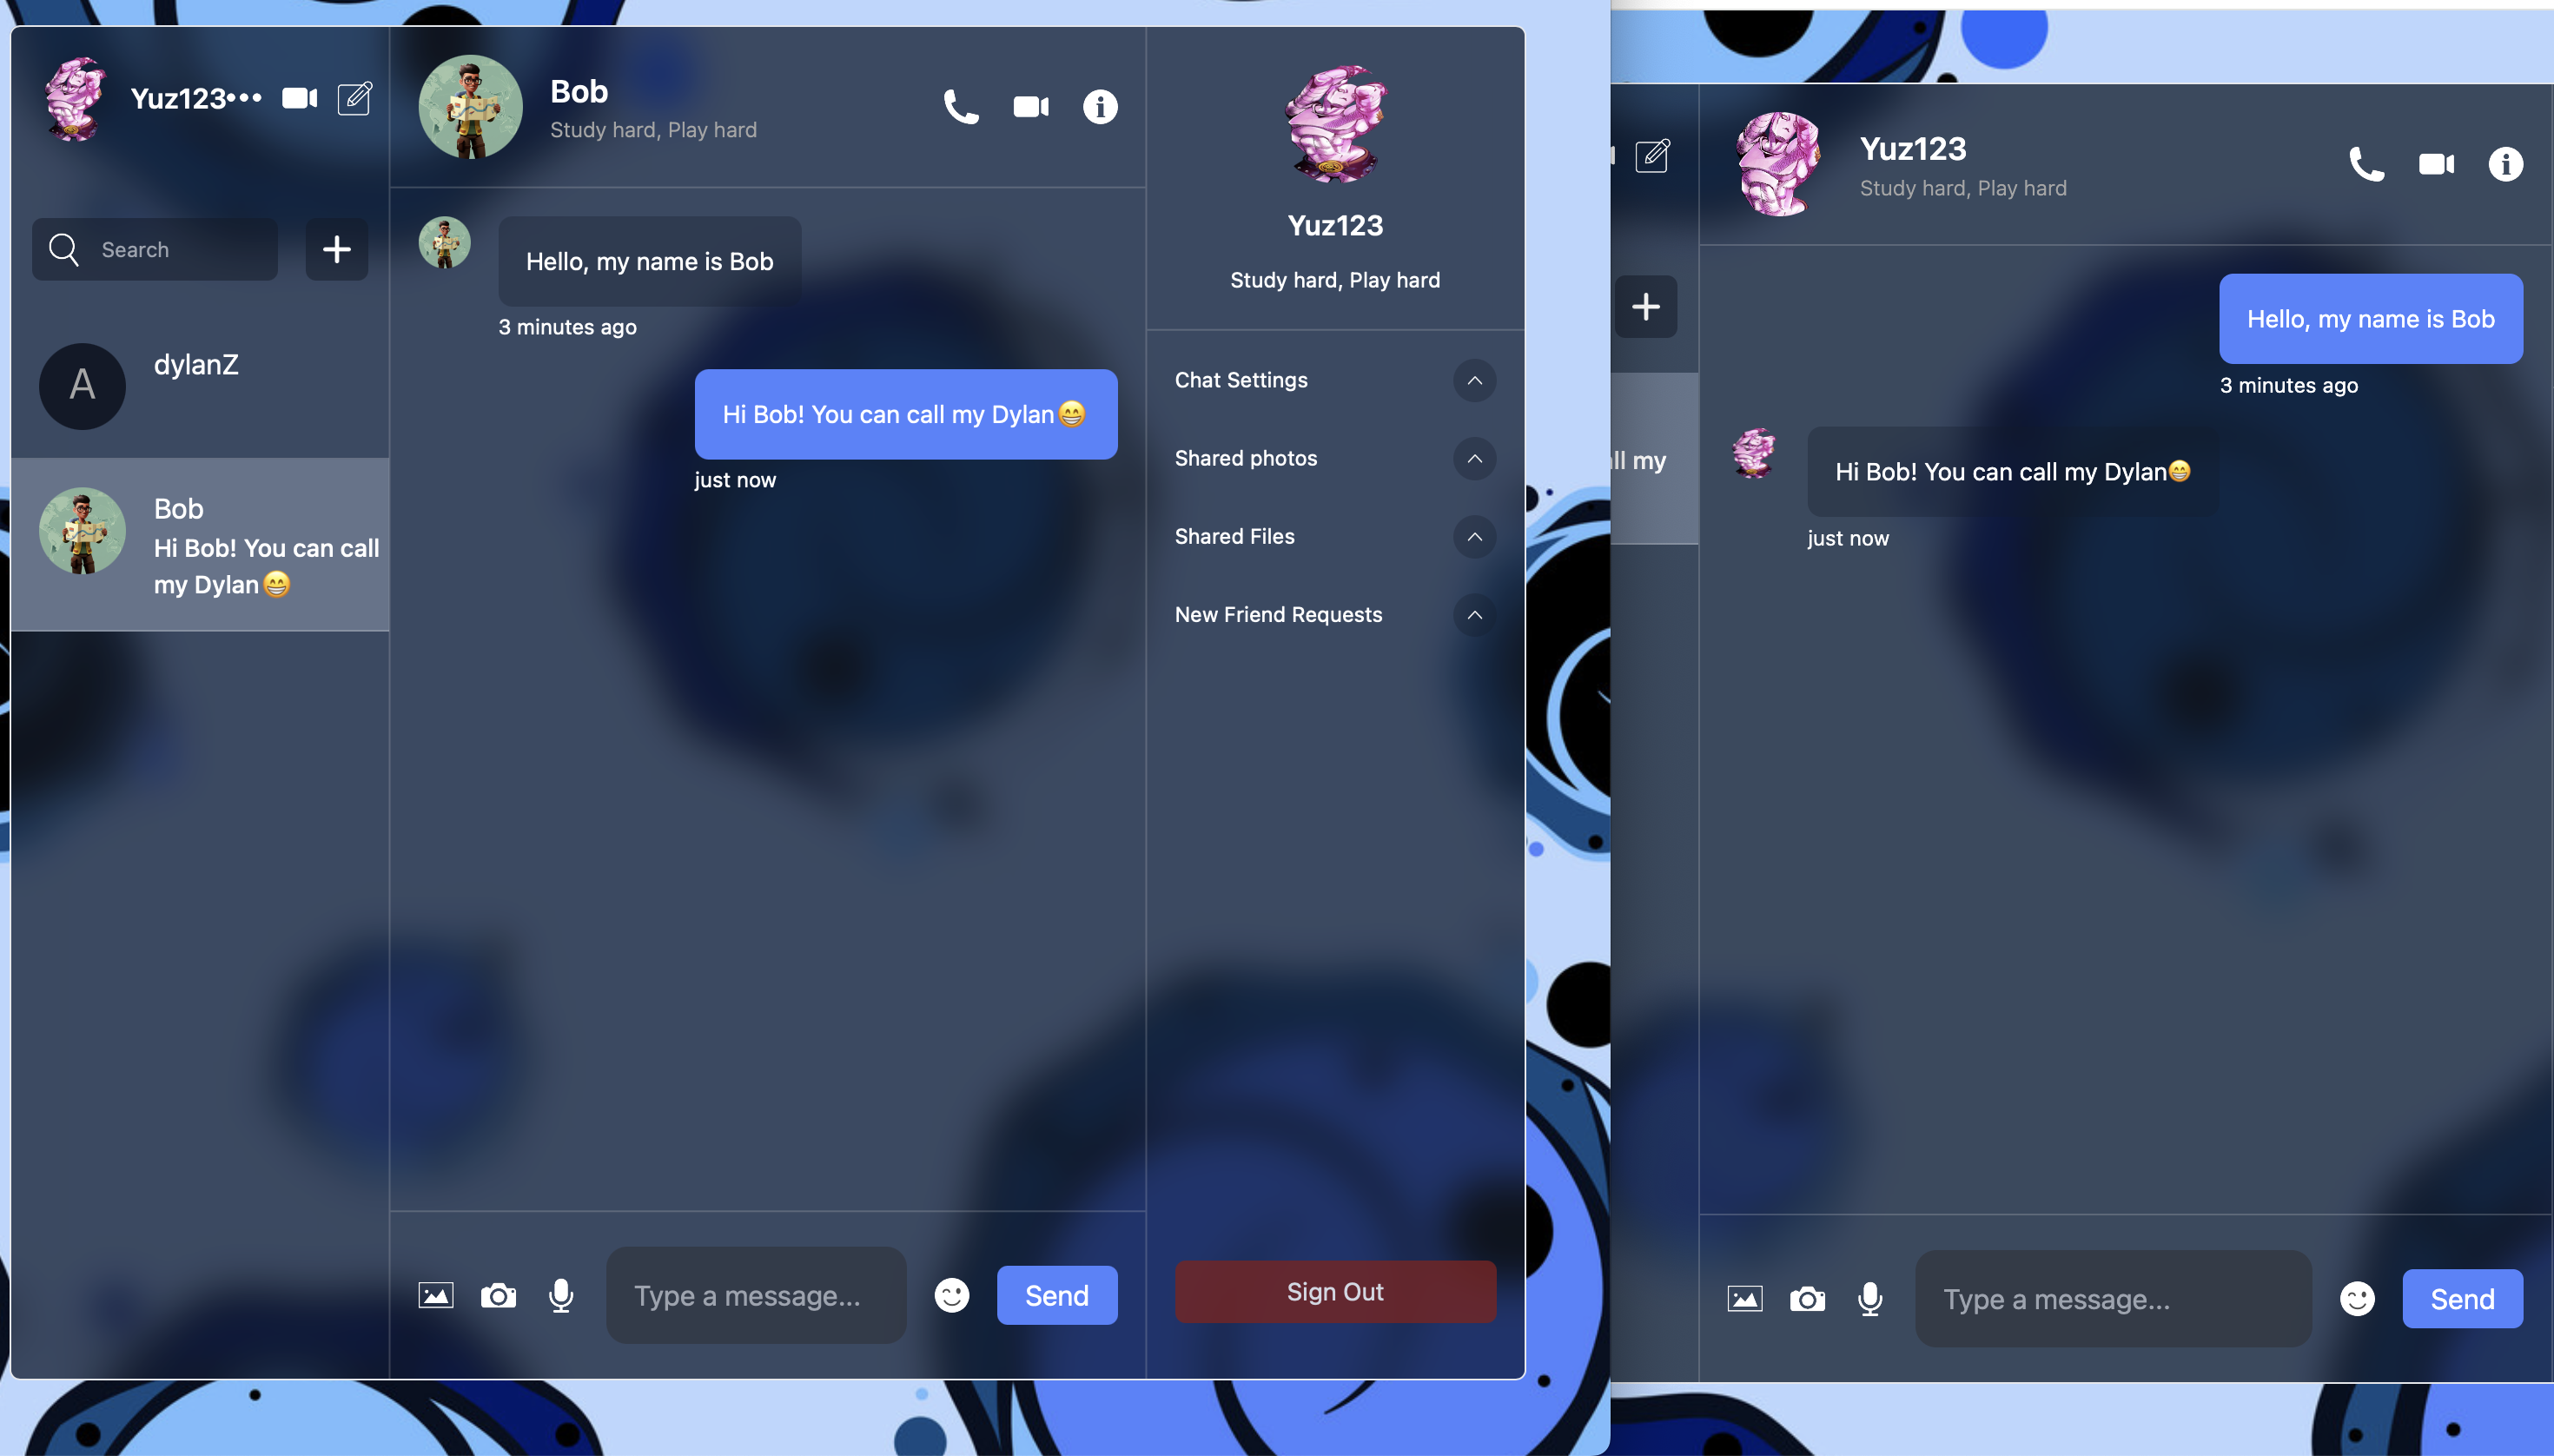 Yuz123•••
Search
A
dylanZ
Bob
Hi Bob! You can call
my Dylan😁
Bob
Study hard, Play hard
Hello, my name is Bob
3 minutes ago
Hi Bob! You can call my Dylan😁
just now
Type a message...
Send
Yuz123
Study hard, Play hard
Chat Settings
Shared photos
Shared Files
New Friend Requests
Sign Out
my
Yuz123
Study hard, Play hard
Hello, my name is Bob
3 minutes ago
Hi Bob! You can call my Dylan😁
just now
Type a message...
Send